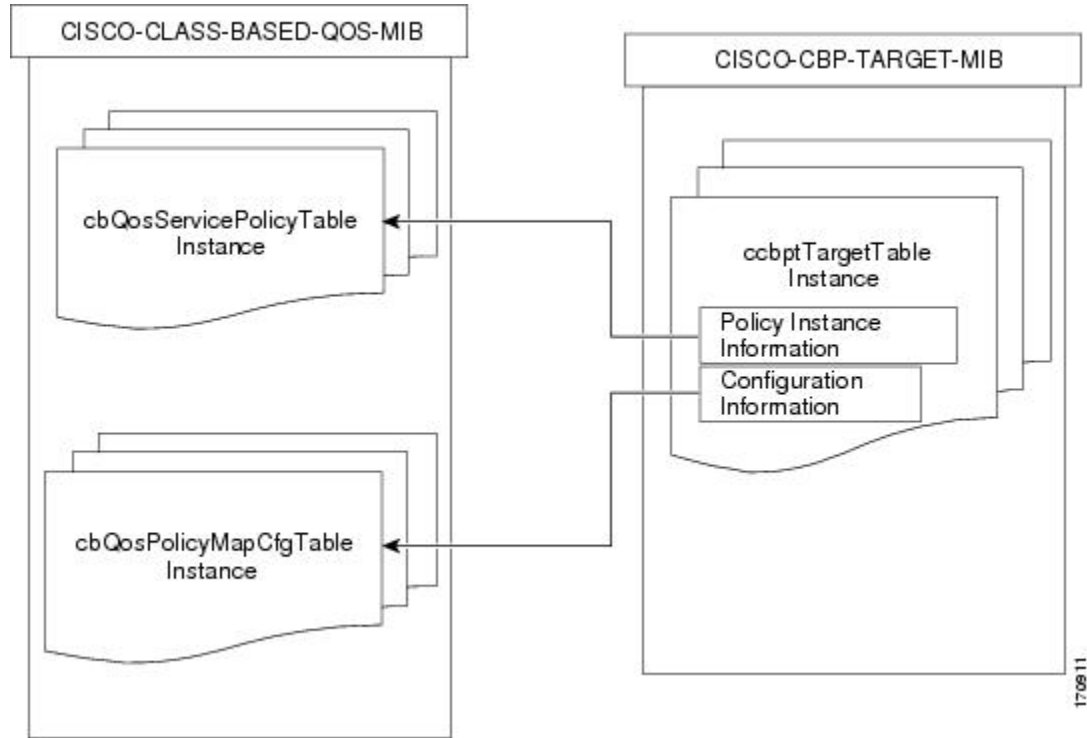 CISCO-CLASS-BASED-QOS-MIB
cbQosServicePolicyTable
Instance
cbQosPolicyMapCfgTable
Instance
CISCO-CBP-TARGET-MIB
ccbptTargetTable
Instance
Policy Instance
Information
Configuration
Information
170911